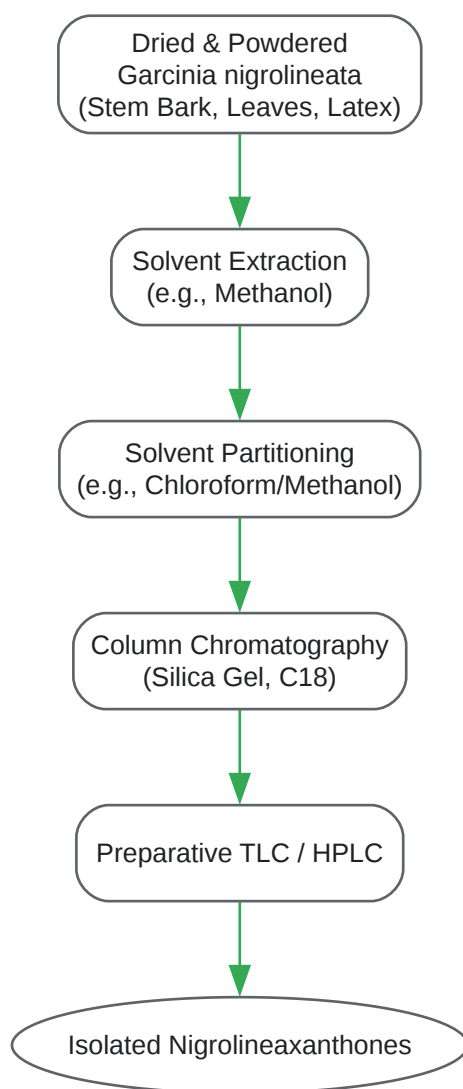 Dried & Powdered
Garcinia nigrolineata
(Stem Bark, Leaves, Latex)
Solvent Extraction
(e.g., Methanol)
Solvent Partitioning
(e.g., Chloroform/Methanol)
Column Chromatography
(Silica Gel, C18)
Preparative TLC / HPLC
Isolated Nigrolineaxanthones